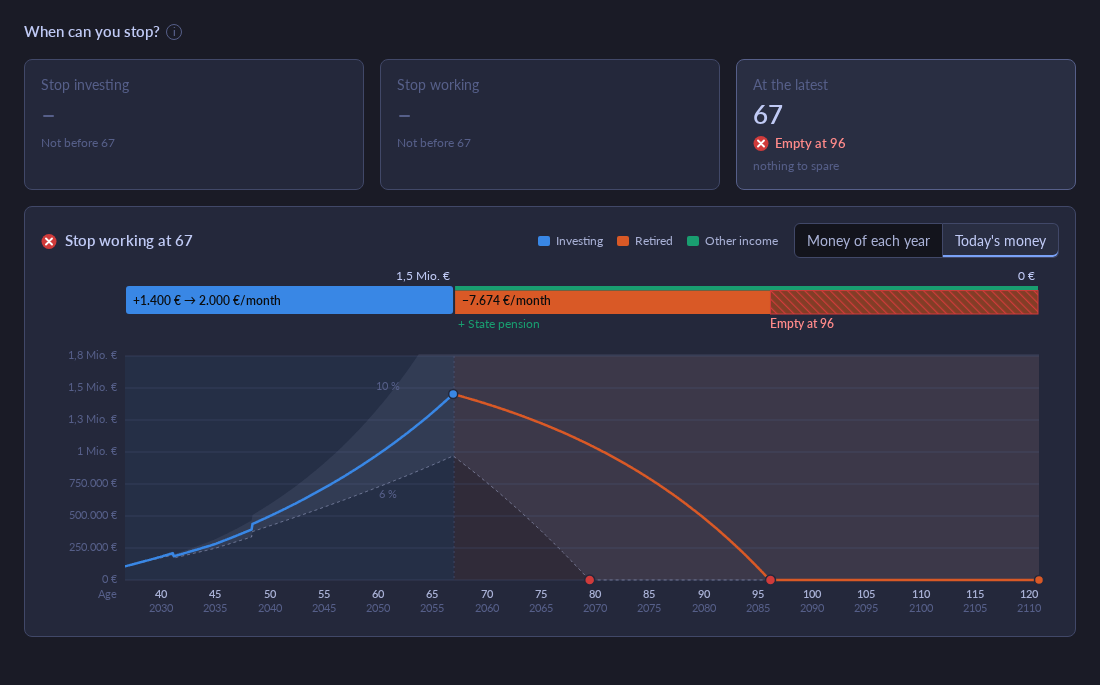 When can you stop?
Stop investing
–
Not before 67
Stop working
–
Not before 67
At the latest
67
Empty at 96
nothing to spare
Stop working at 67
Investing
Retired
Other income
Money of each year
Today's money
1,5 Mio. €
0 €
+1.400 € → 2.000 €/month
−7.674 €/month
+ State pension
Empty at 96
1,8 Mio. €
1,5 Mio. €
1,3 Mio. €
1 Mio. €
750.000 €
500.000 €
250.000 €
0 €
10 %
6 %
Age
40 45 50 55 60 65 70 75 80 85 90 95 100 105 110 115 120
2030 2035 2040 2045 2050 2055 2060 2065 2070 2075 2080 2085 2090 2095 2100 2105 2110